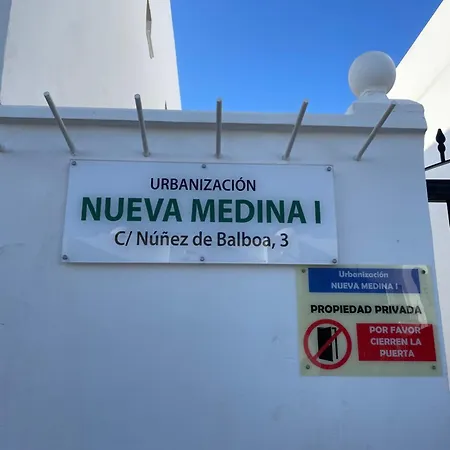 URBANIZACIÓN
NUEVA MEDINA I
C/ Núñez de Balboa, 3
Urbanización
NUEVA MEDINA I
PROPIEDAD PRIVADA
POR FAVOR
CIERREN LA
PUERTA